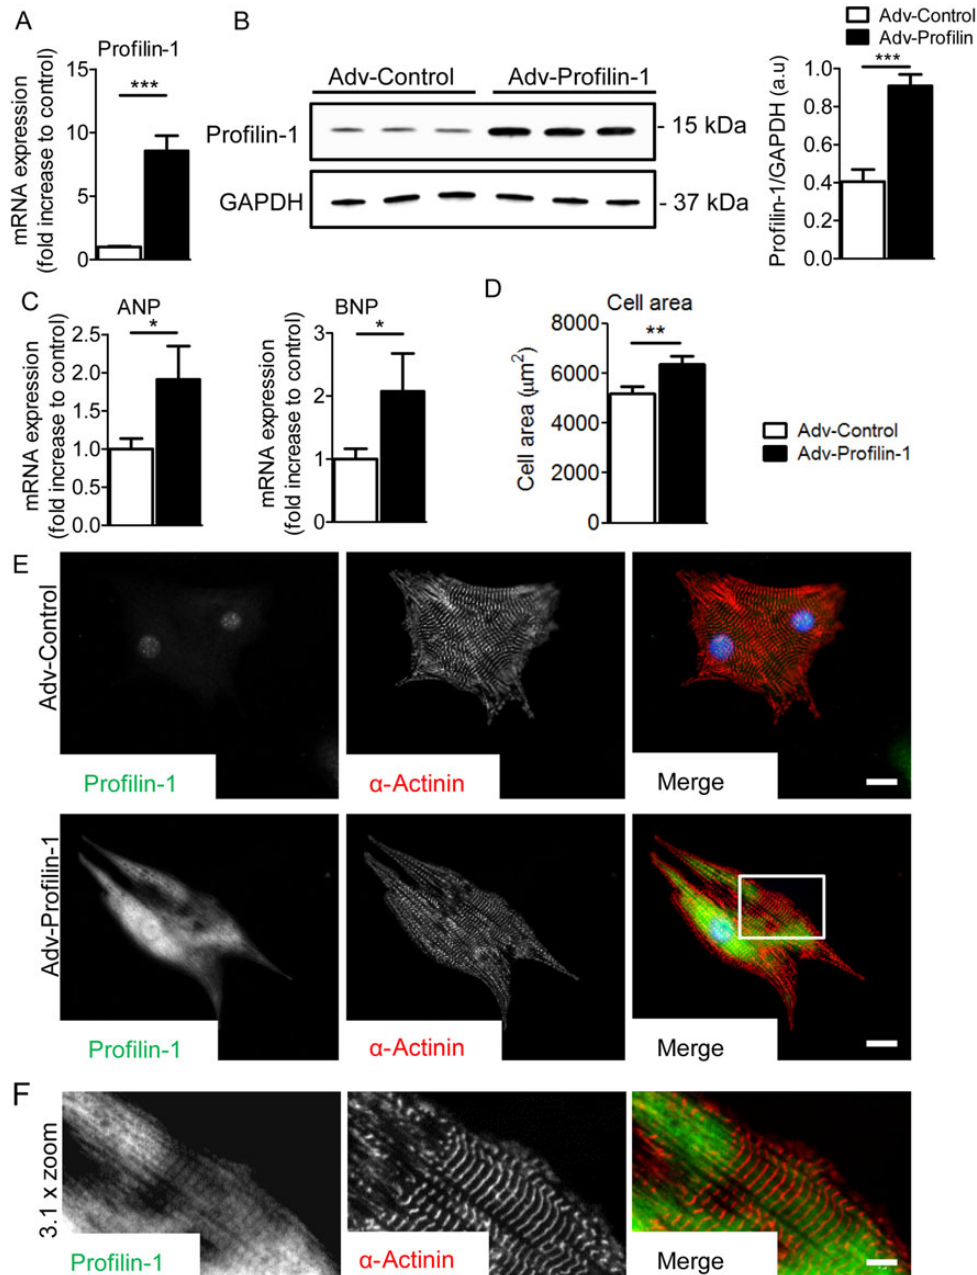 A
Profilin-1
mRNA expression
(fold increase to control)
15
10
5
0
***
B
Adv-Control
Adv-Profilin-1
Profilin-1
- 15 kDa
GAPDH
- 37 kDa
Adv-Control
Adv-Profilin
Profilin-1/GAPDH (a.u)
1.0
0.8
0.6
0.4
0.2
0.0
***
C
ANP
mRNA expression
(fold increase to control)
2.5
2.0
1.5
1.0
0.5
0.0
*
BNP
mRNA expression
(fold increase to control)
3
2
1
0
*
D
Cell area
Cell area (μm²)
8000
6000
4000
2000
0
**
Adv-Control
Adv-Profilin-1
E
Adv-Control
Profilin-1
α-Actinin
Merge
Adv-Profilin-1
Profilin-1
α-Actinin
Merge
F
3.1 x zoom
Profilin-1
α-Actinin
Merge